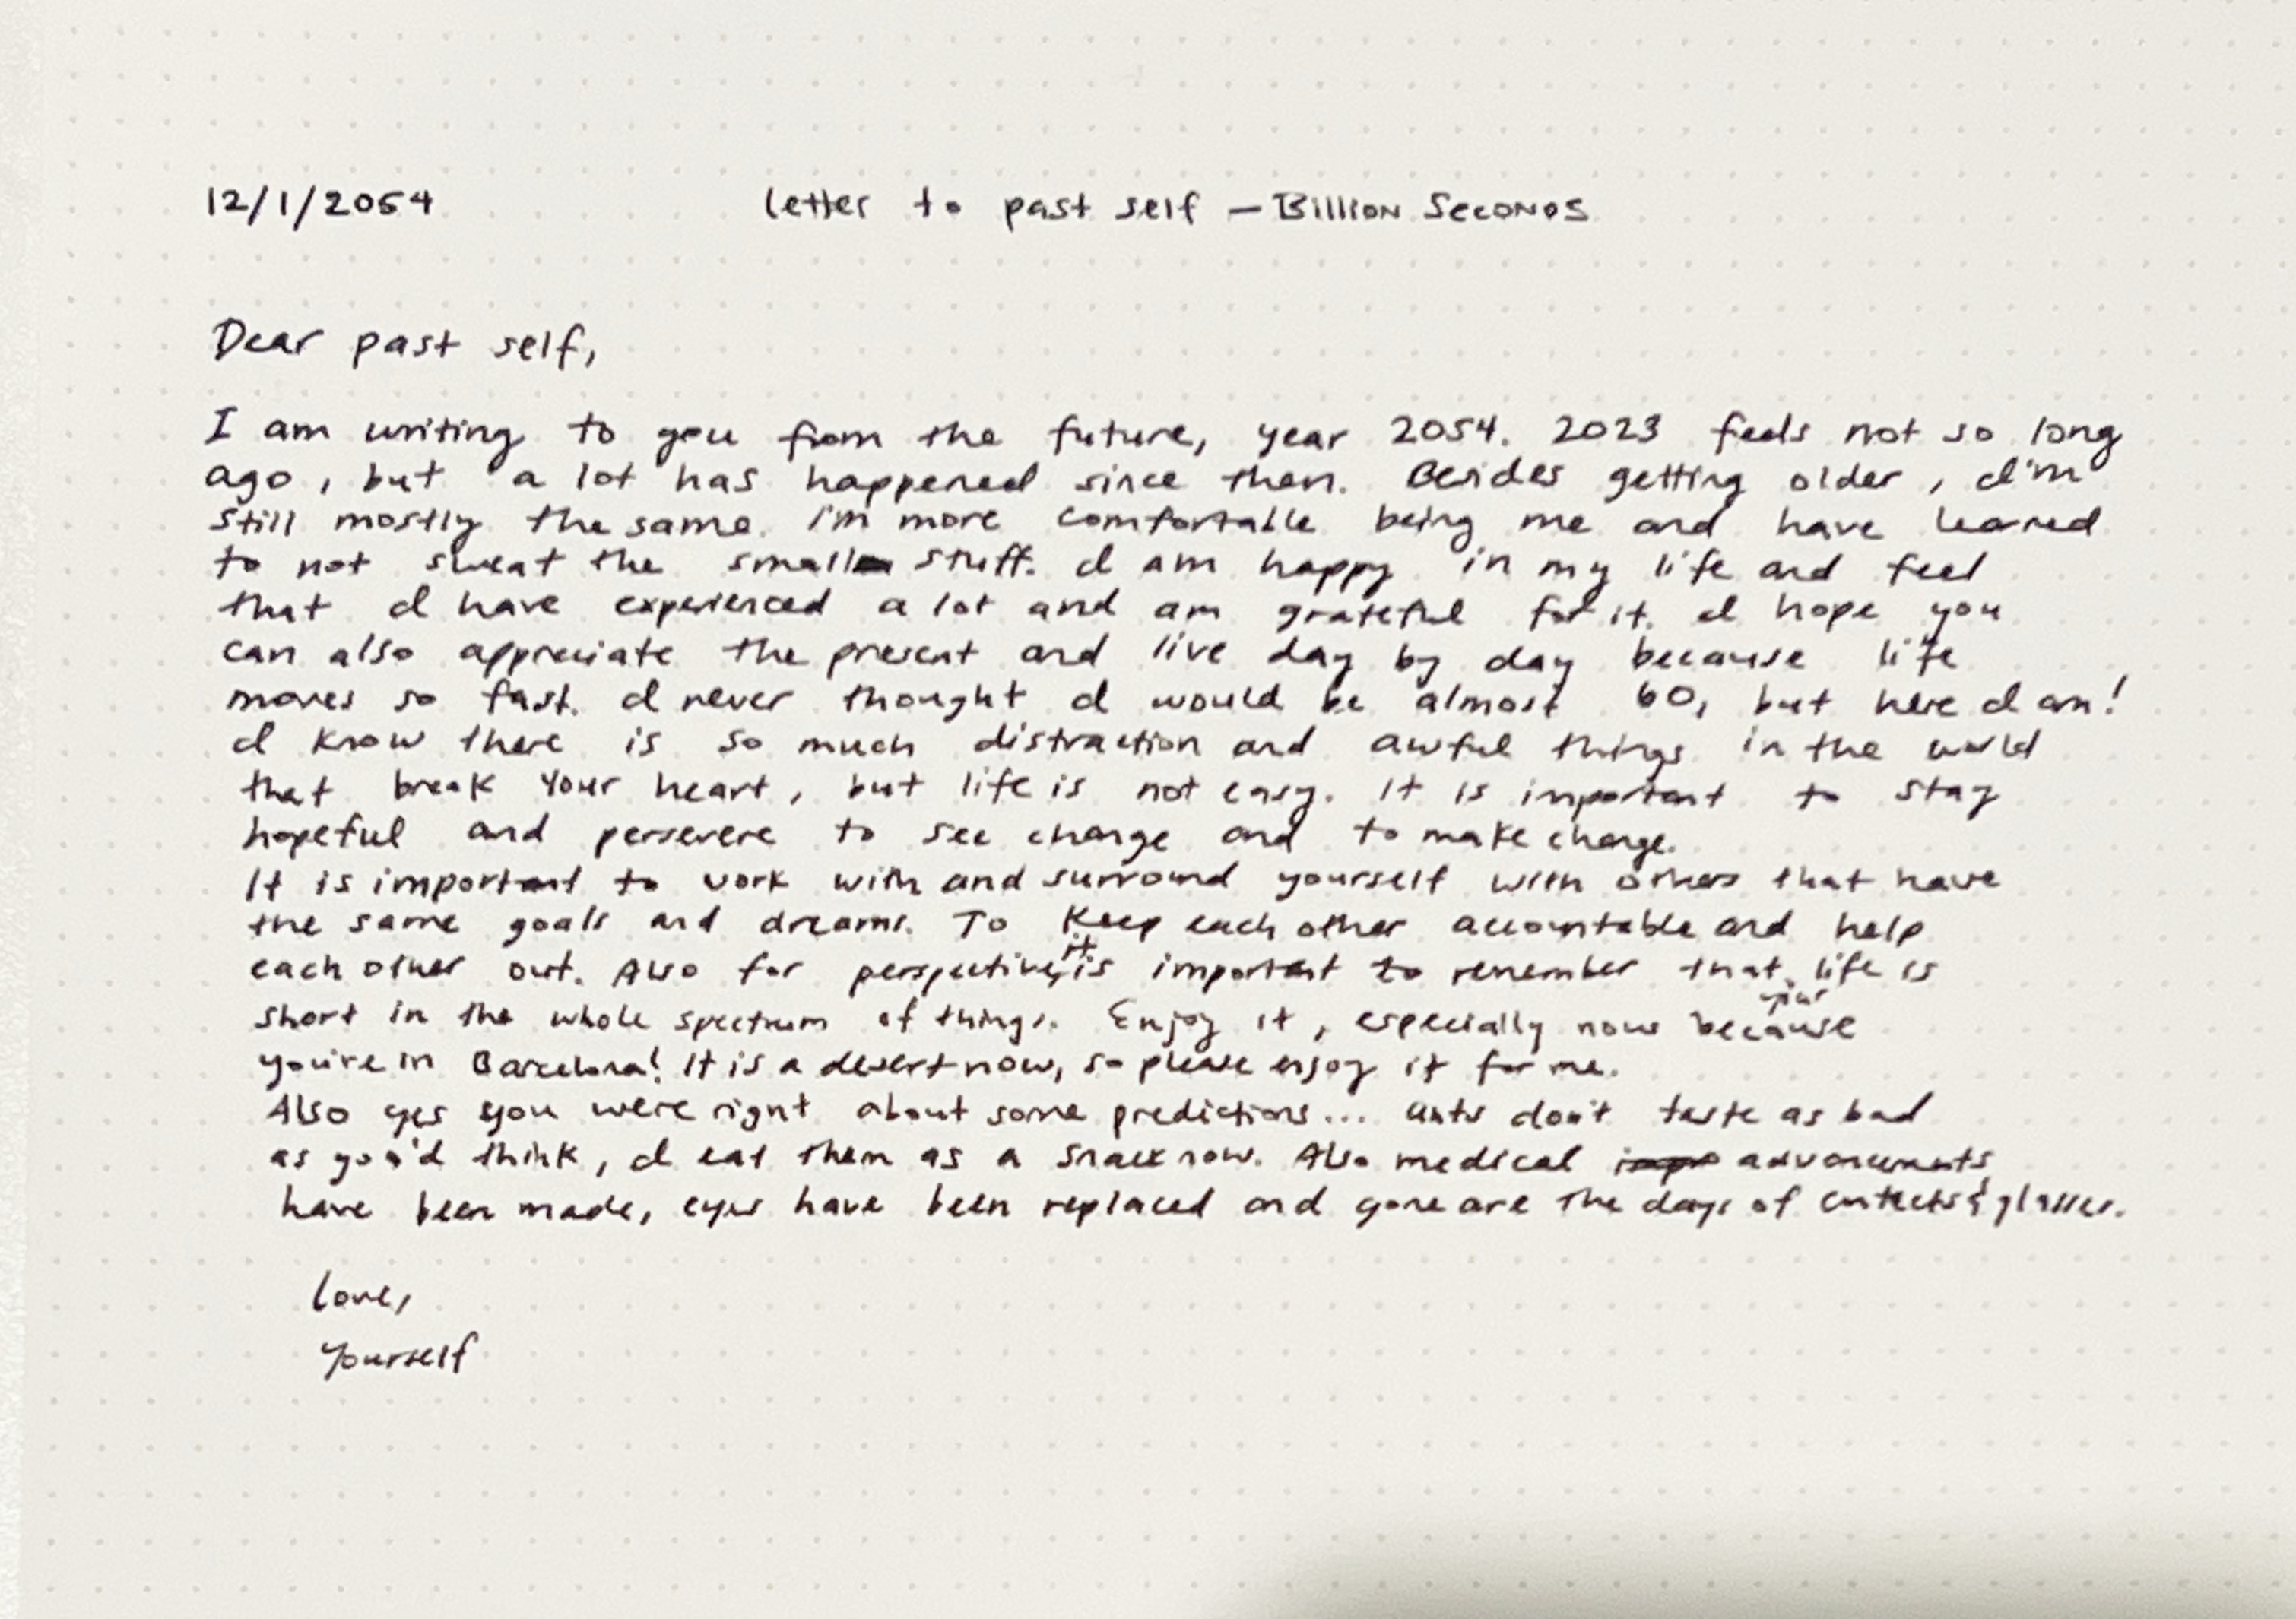 12/1/2054 letter to past self – Billion Seconds
Dear past self,
I am writing to you from the future, year 2054. 2023 feels not so long
ago, but a lot has happened since then. Besides getting older, I'm
still mostly the same. I'm more comfortable being me and have learned
to not sweat the small stuff. I am happy in my life and feel
that I have experienced a lot and am grateful for it. I hope you
can also appreciate the present and live day by day because life
moves so fast. I never thought I would be almost 60, but here I am!
I know there is so much distraction and awful things in the world
that break your heart, but life is not easy. It is important to stay
hopeful and persevere to see change and to make change.
It is important to work with and surround yourself with others that have
the same goals and dreams. To keep each other accountable and help
each other out. Also for perspective, it is important to remember that your life is
short in the whole spectrum of things. Enjoy it, especially now because
you're in Barcelona! It is a desert now, so please enjoy it for me.
Also yes you were right about some predictions... ants don't taste as bad
as you'd think, I eat them as a snack now. Also medical advancements
have been made, eyes have been replaced and gone are the days of contacts & glasses.
Love,
Yourself